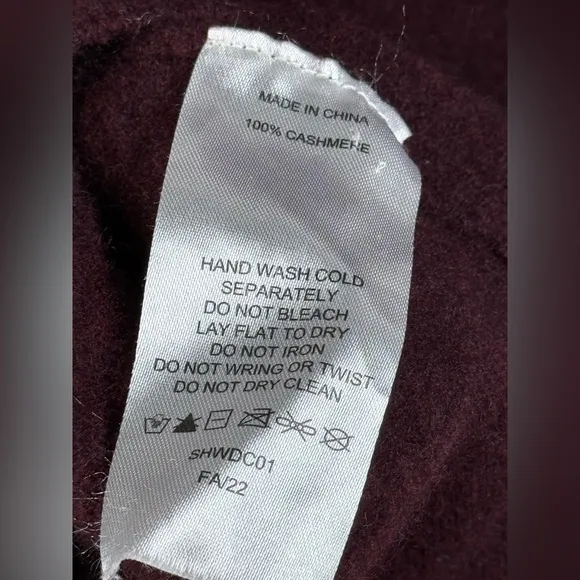 MADE IN CHINA
100% CASHMERE
HAND WASH COLD
SEPARATELY
DO NOT BLEACH
LAY FLAT TO DRY
DO NOT IRON
DO NOT WRING OR TWIST
DO NOT DRY CLEAN
SHWDC01
FA/22